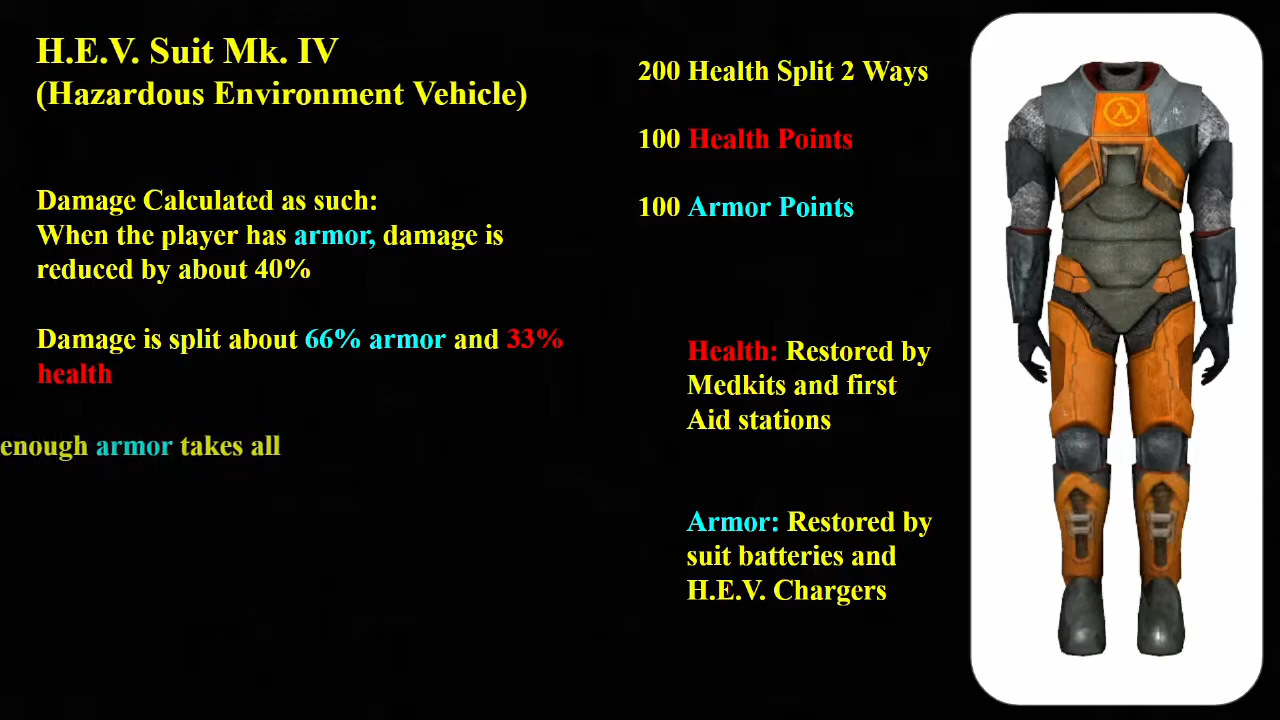 H.E.V. Suit Mk. IV
(Hazardous Environment Vehicle)
Damage Calculated as such:
When the player has armor, damage is
reduced by about 40%
Damage is split about 66% armor and 33%
health
enough armor takes all
200 Health Split 2 Ways
100 Health Points
100 Armor Points
Health: Restored by
Medkits and first
Aid stations
Armor: Restored by
suit batteries and
H.E.V. Chargers